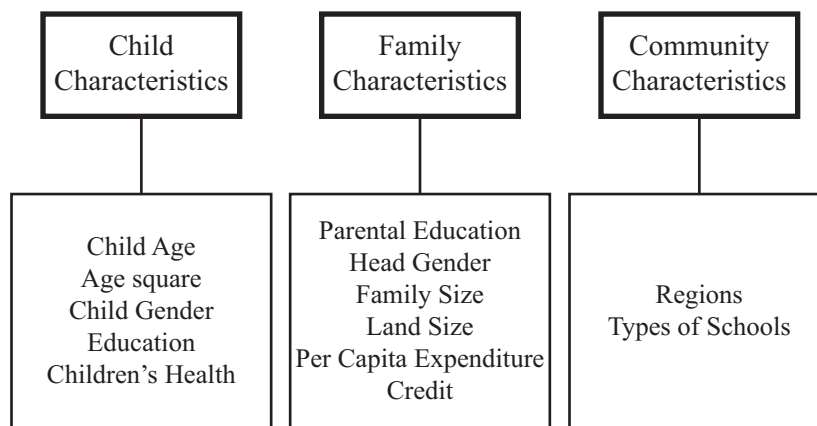 Child
Characteristics
Family
Characteristics
Community
Characteristics
Child Age
Age square
Child Gender
Education
Children’s Health
Parental Education
Head Gender
Family Size
Land Size
Per Capita Expenditure
Credit
Regions
Types of Schools